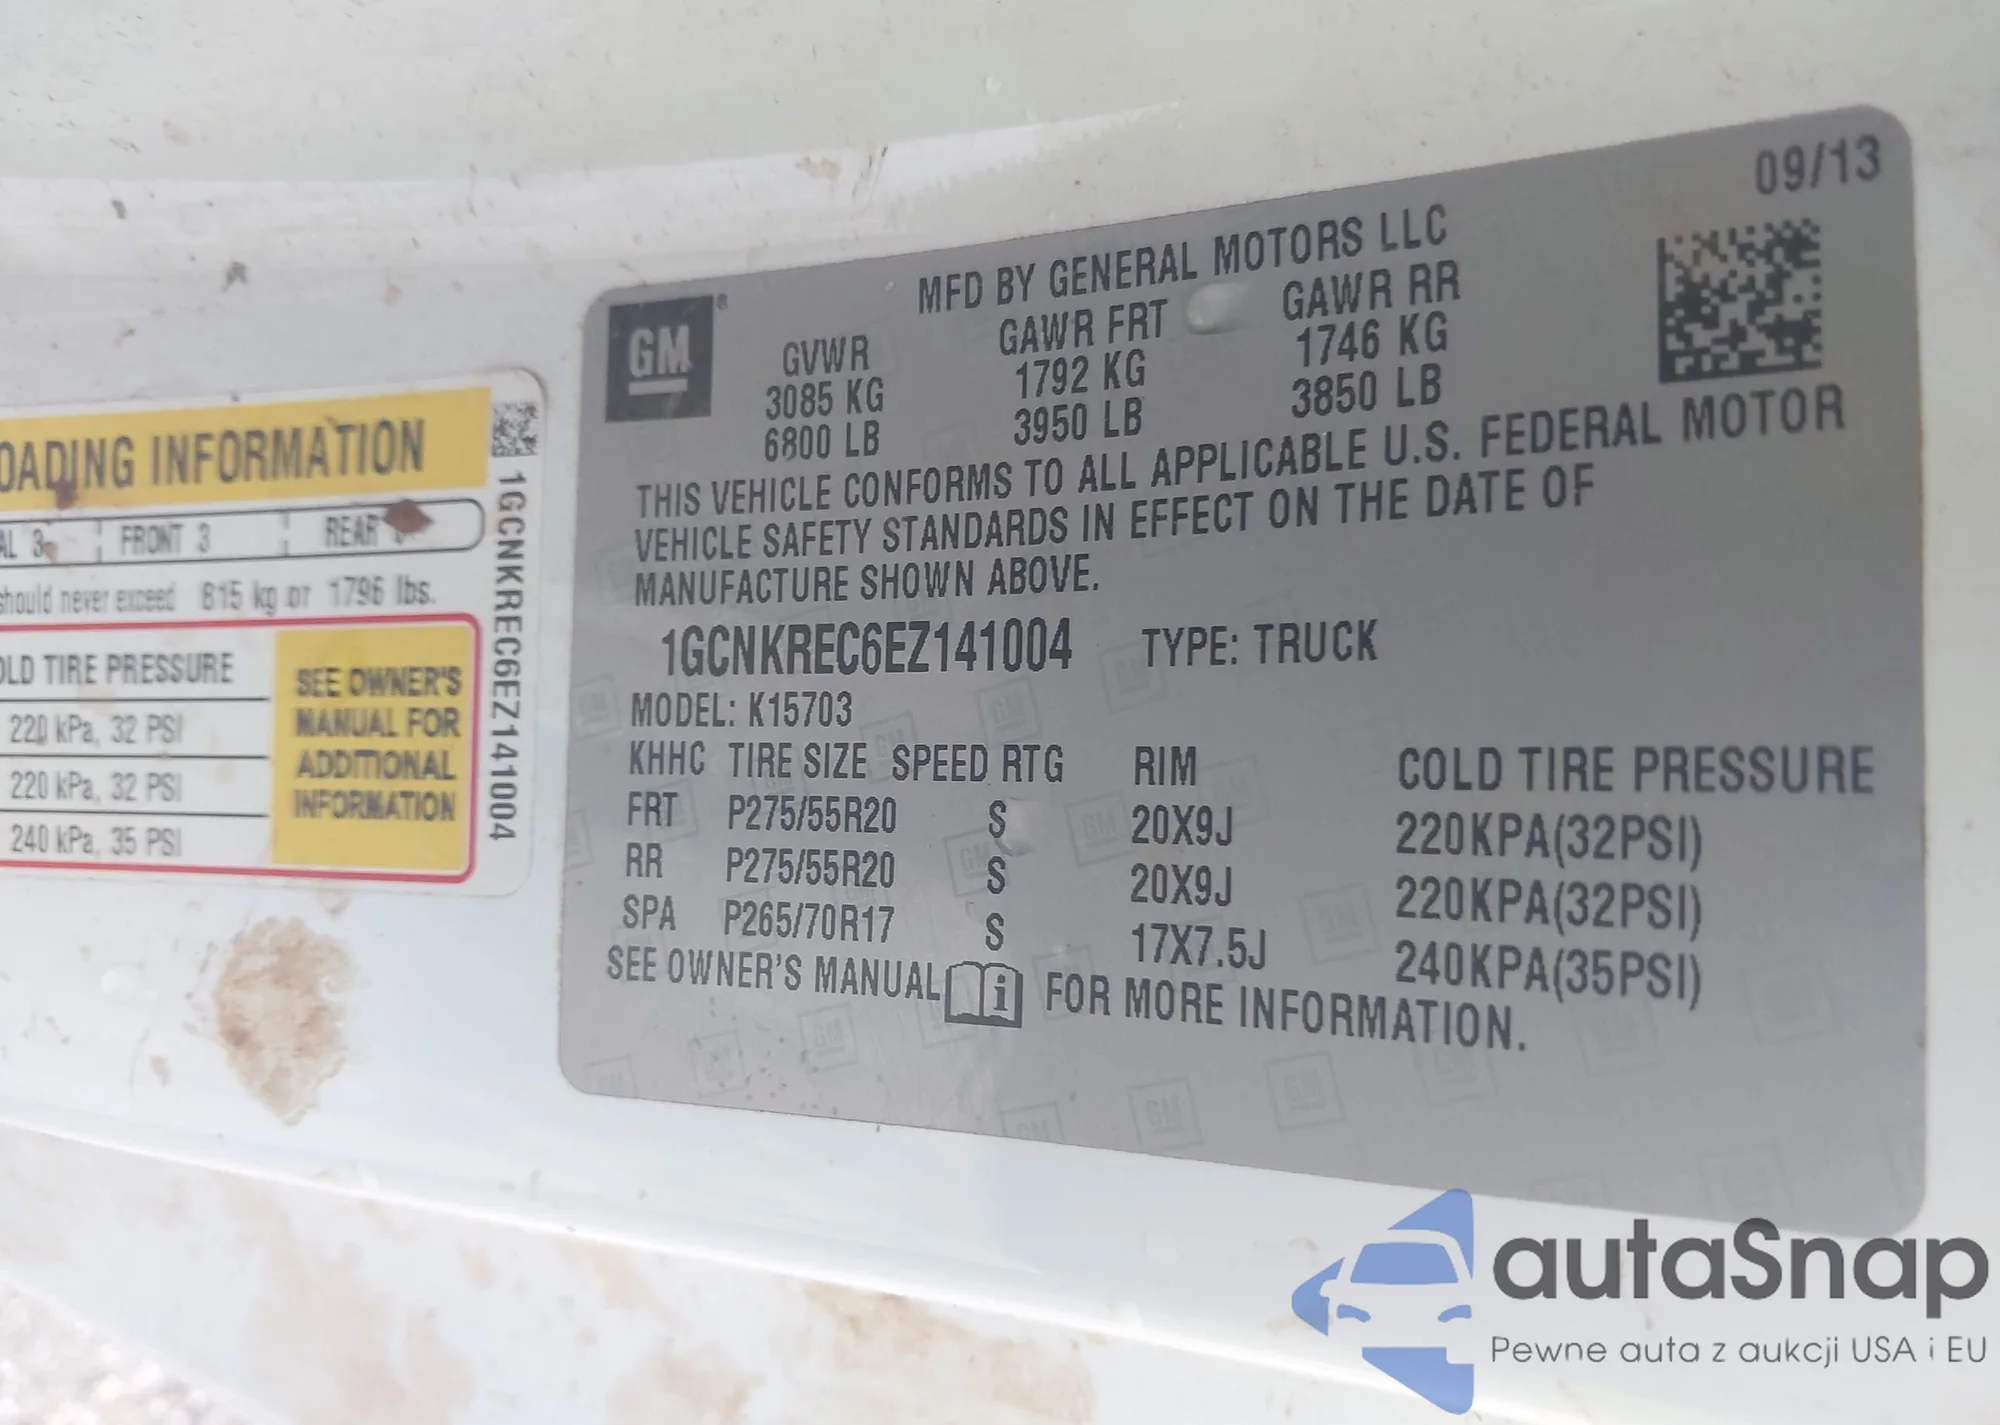 OADING INFORMATION
AL 3 FRONT 3 REAR
should never exceed 815 kg or 1796 lbs.
OLD TIRE PRESSURE
220 kPa, 32 PSI
220 kPa, 32 PSI
240 kPa, 35 PSI
SEE OWNER'S
MANUAL FOR
ADDITIONAL
INFORMATION
1GCNKREC6EZ141004
09/13
GM
MFD BY GENERAL MOTORS LLC
GVWR GAWR FRT GAWR RR
3085 KG 1792 KG 1746 KG
6800 LB 3950 LB 3850 LB
THIS VEHICLE CONFORMS TO ALL APPLICABLE U.S. FEDERAL MOTOR
VEHICLE SAFETY STANDARDS IN EFFECT ON THE DATE OF
MANUFACTURE SHOWN ABOVE.
1GCNKREC6EZ141004 TYPE: TRUCK
MODEL: K15703
KHHC TIRE SIZE SPEED RTG RIM COLD TIRE PRESSURE
FRT P275/55R20 S 20X9J 220KPA(32PSI)
RR P275/55R20 S 20X9J 220KPA(32PSI)
SPA P265/70R17 S 17X7.5J 240KPA(35PSI)
SEE OWNER'S MANUAL i FOR MORE INFORMATION.
autaSnap
Pewne auta z aukcji USA i EU